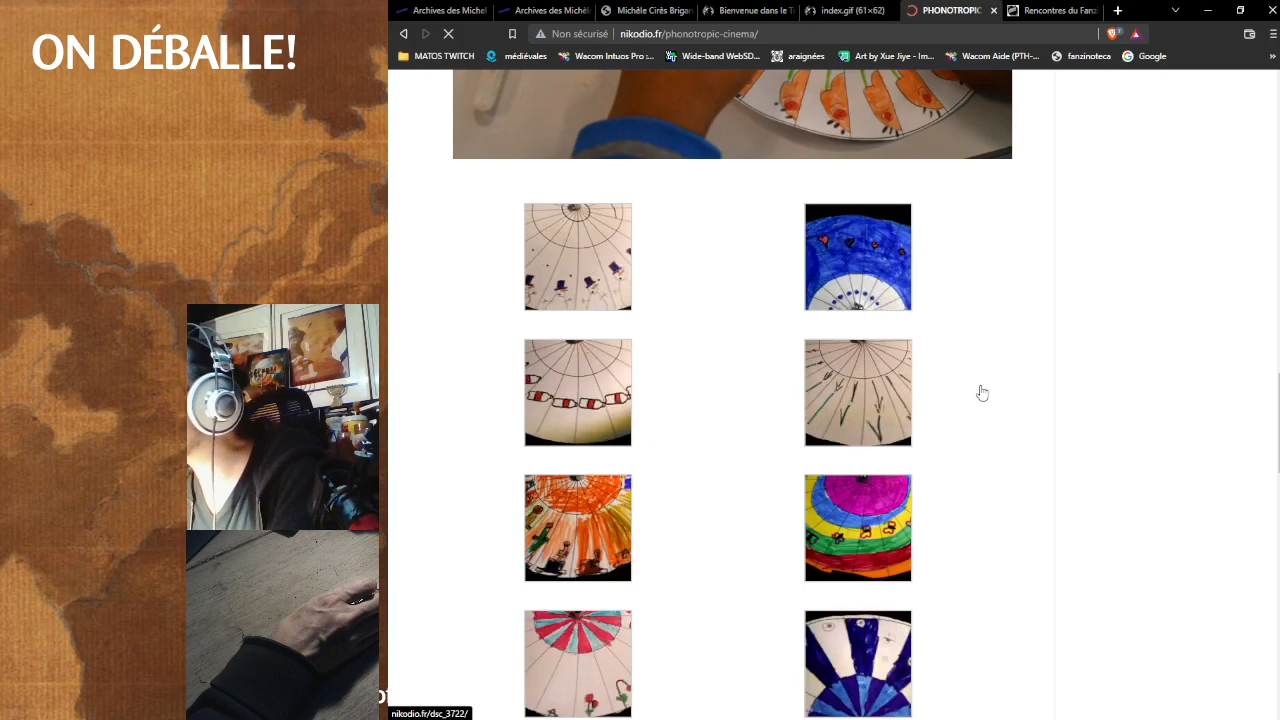 ON DÉBALLE!
Archives des Michel
Archives des Michèl
Michèle Cirès Brigan
Bienvenue dans le T
index.gif (61×62)
PHONOTROPIC
Rencontres du Fanz
Non sécurisé
nikodio.fr/phonotropic-cinema/
MATOS TWITCH
médiévales
Wacom Intuos Pro :...
Wide-band WebSD...
araignées
Art by Xue Jiye - Im...
Wacom Aide (PTH-...
fanzinoteca
Google
nikodio.fr/dsc_3722/